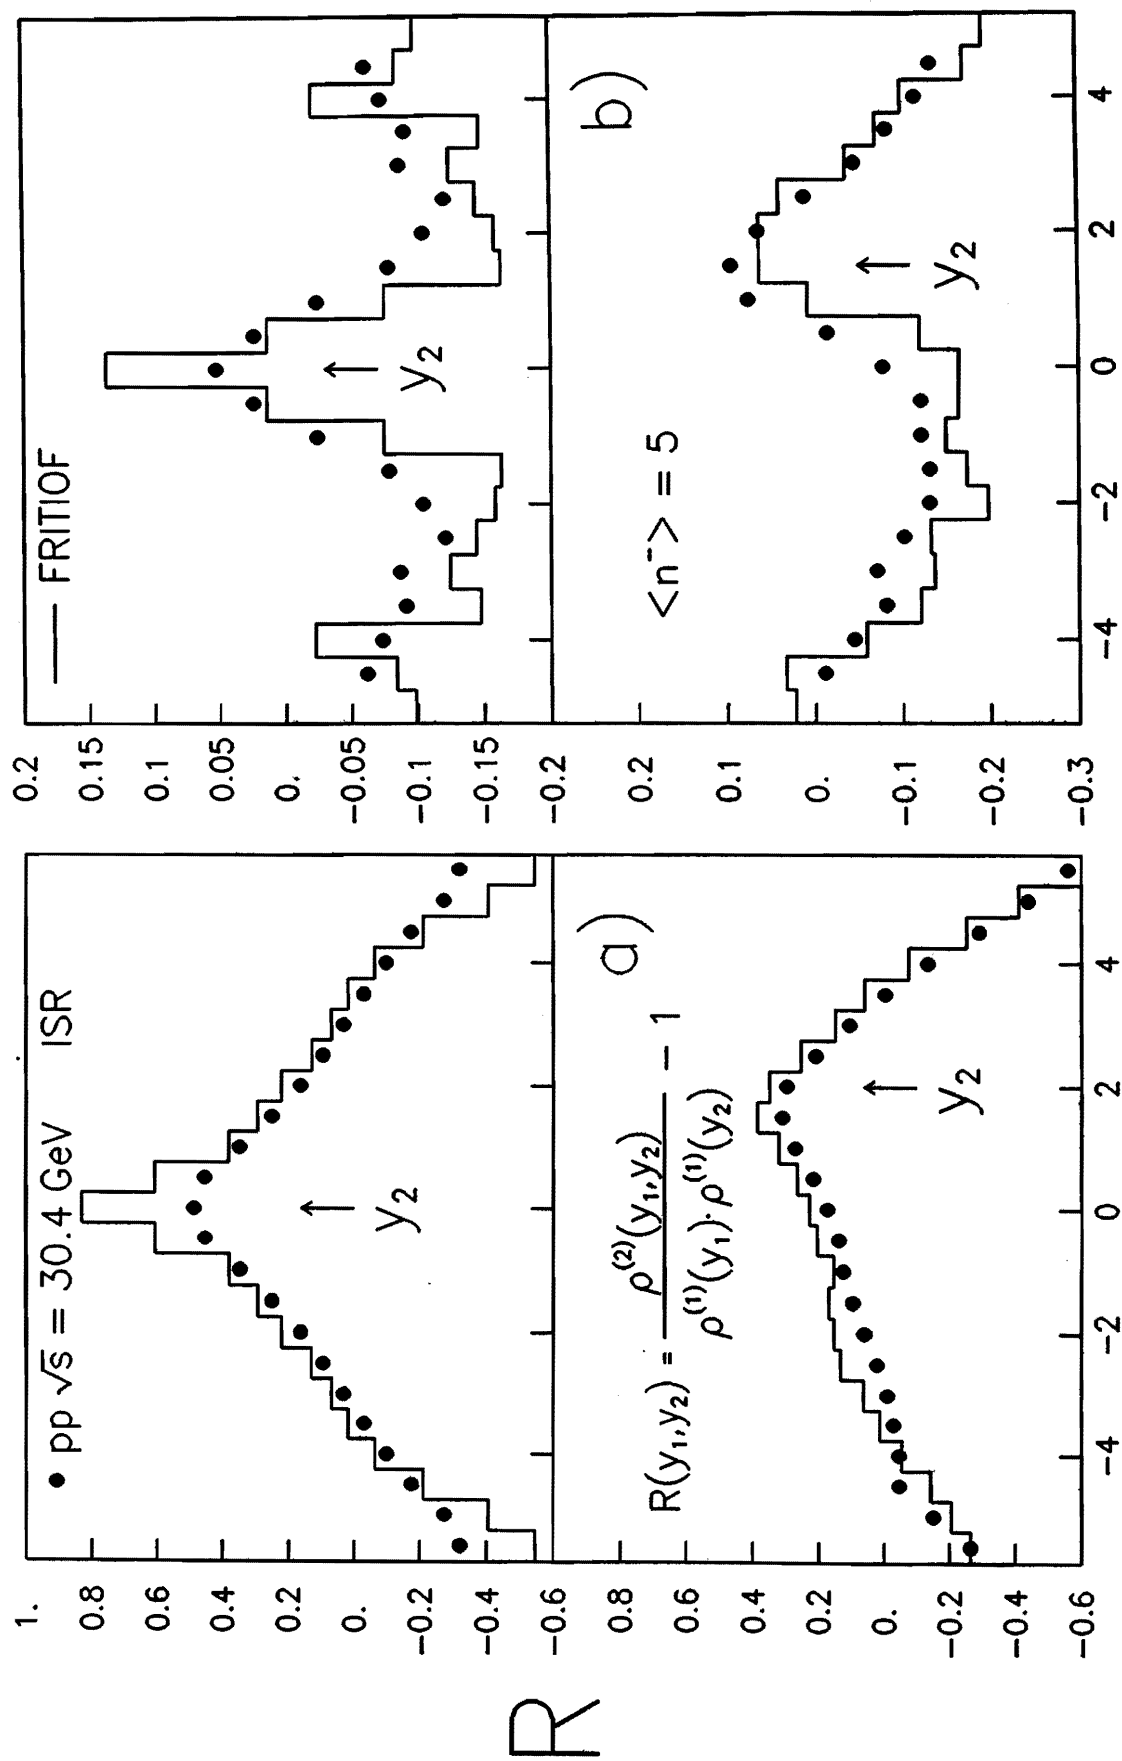 R
● pp √s = 30.4 GeV ISR
1.
0.8
0.6
0.4
0.2
0.
-0.2
-0.4
-0.6
y₂
a)
R(y₁,y₂) = ρ⁽²⁾(y₁,y₂) / ρ⁽¹⁾(y₁)·ρ⁽¹⁾(y₂) − 1
0.8
0.6
0.4
0.2
0.
-0.2
-0.4
-0.6
y₂
-4 -2 0 2 4
— FRITIOF
0.2
0.15
0.1
0.05
0.
-0.05
-0.1
-0.15
-0.2
y₂
b)
<n⁻> = 5
0.2
0.1
0.
-0.1
-0.2
-0.3
y₂
-4 -2 0 2 4